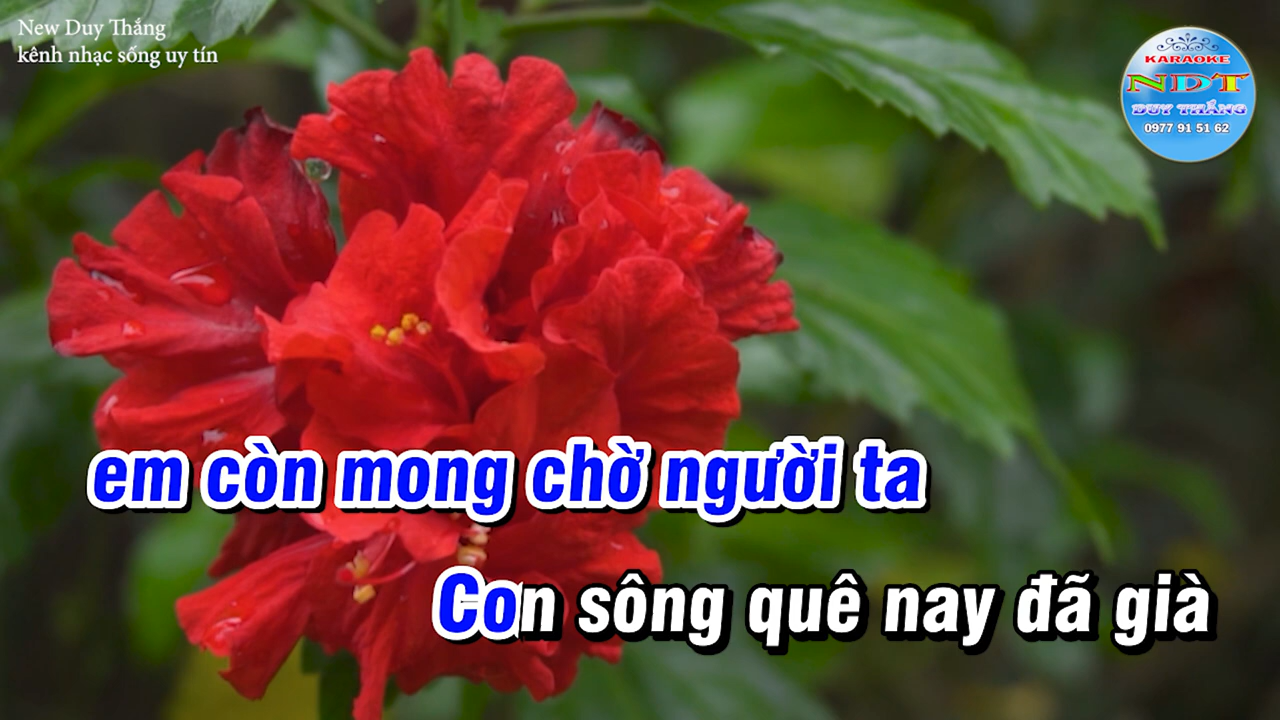 New Duy Thắng
kênh nhạc sống uy tín
KARAOKE
NDT
DUY THẮNG
0977 91 51 62
em còn mong chờ người ta
Con sông quê nay đã già